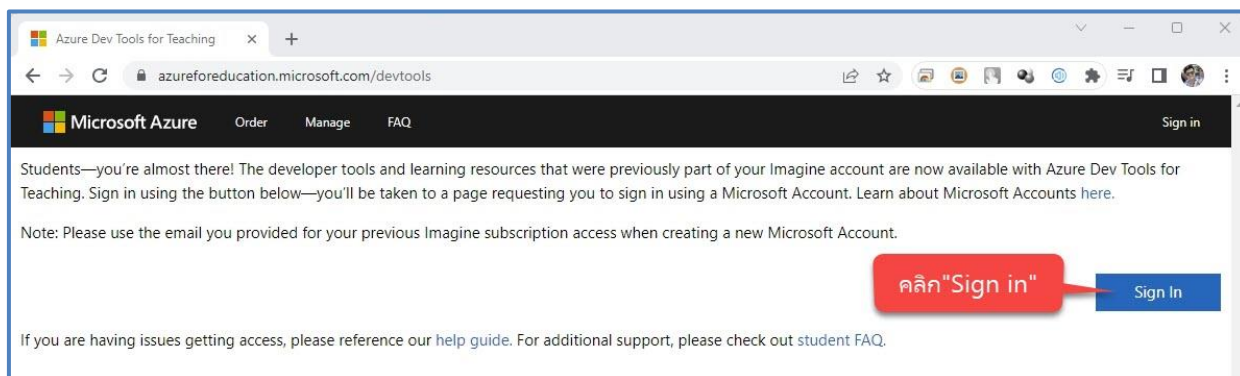 Azure Dev Tools for Teaching
azureforeducation.microsoft.com/devtools
Microsoft Azure Order Manage FAQ Sign in
Students—you're almost there! The developer tools and learning resources that were previously part of your Imagine account are now available with Azure Dev Tools for
Teaching. Sign in using the button below—you'll be taken to a page requesting you to sign in using a Microsoft Account. Learn about Microsoft Accounts here.
Note: Please use the email you provided for your previous Imagine subscription access when creating a new Microsoft Account.
คลิก"Sign in"
Sign In
If you are having issues getting access, please reference our help guide. For additional support, please check out student FAQ.